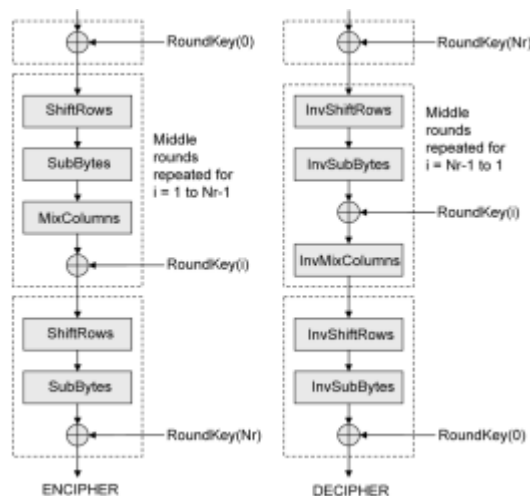 RoundKey(0)
ShiftRows
SubBytes
MixColumns
Middle
rounds
repeated for
i = 1 to Nr-1
RoundKey(i)
ShiftRows
SubBytes
RoundKey(Nr)
ENCIPHER
RoundKey(Nr)
InvShiftRows
InvSubBytes
Middle
rounds
repeated for
i = Nr-1 to 1
RoundKey(i)
InvMixColumns
InvShiftRows
InvSubBytes
RoundKey(0)
DECIPHER